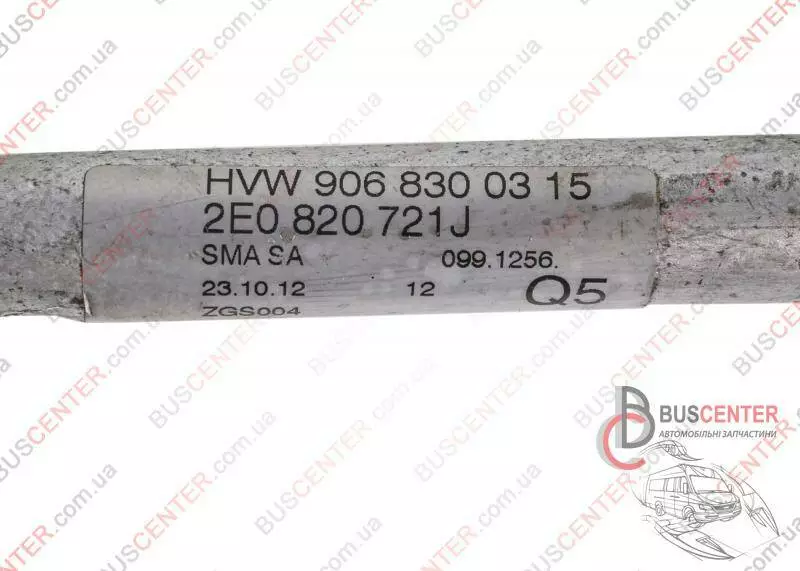 HVW 906 830 03 15
2E0 820 721J
SMA SA 099.1256.
23.10.12 12 Q5
ZGS004
BUSCENTER
АВТОМОБІЛЬНІ ЗАПЧАСТИНИ
BUSCENTER.com.ua